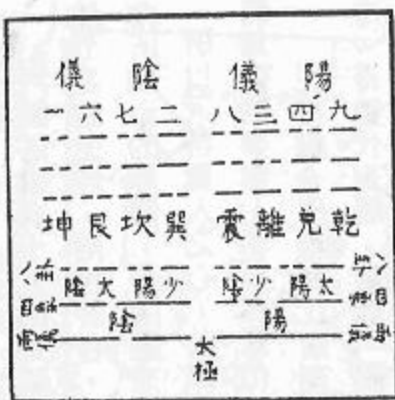 陽儀 陰儀
九四三八 二七六一
乾兌離震 巽坎艮坤
太陽 少陰 少陽 太陰
陽 陰
太極